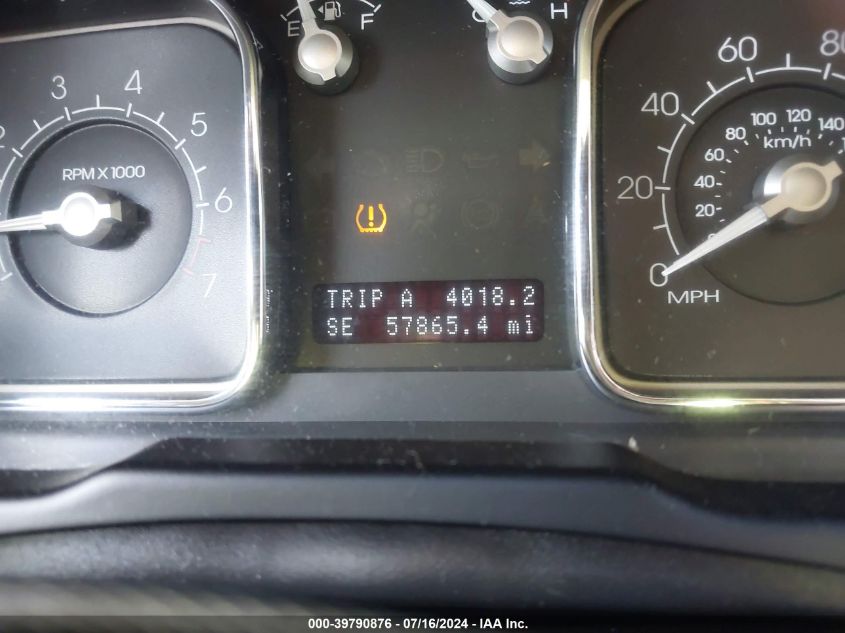 E F
C H
3 4 5 6 7
RPM X 1000
TRIP A 4018.2
SE 57865.4 mi
0 20 40 60 80
MPH
20 40 60 80 100 120 140
km/h
000-39790876 / 07/16/2024 - IAA Inc.